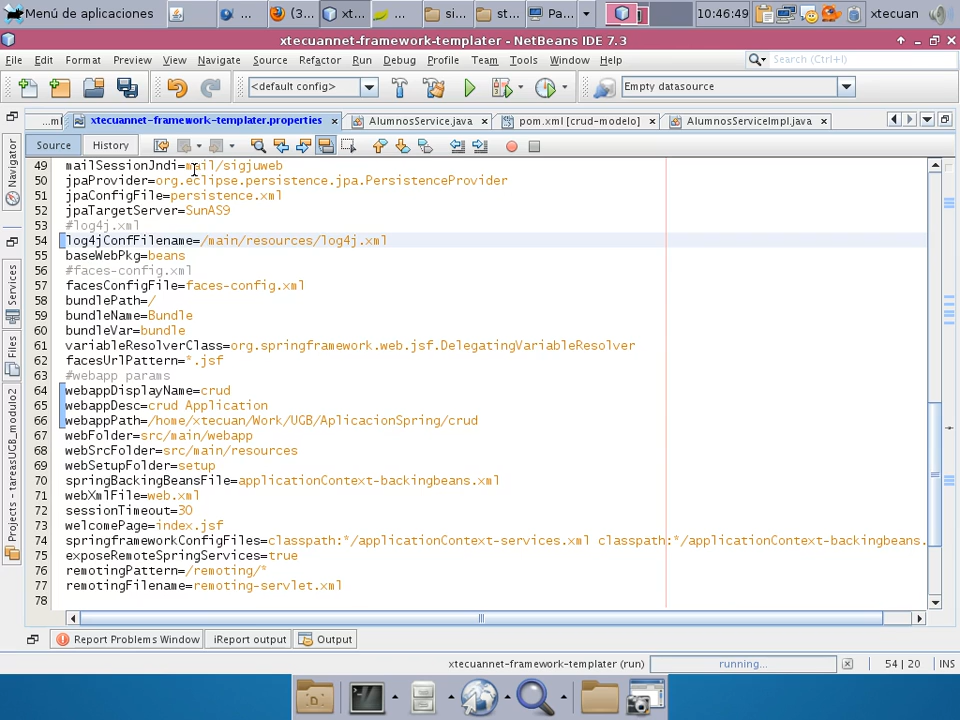 Menú de aplicaciones
...
(3...
xt...
...
si...
st...
Pa...
10:46:49
xtecuan
xtecuannet-framework-templater - NetBeans IDE 7.3
File Edit Format Preview View Navigate Source Refactor Run Debug Profile Team Tools Window Help
Search (Ctrl+I)
<default config>
Empty datasource
...ml
xtecuannet-framework-templater.properties
AlumnosService.java
pom.xml [crud-modelo]
AlumnosServiceImpl.java
Source History
Navigator
Services
Files
Projects - tareasUGB_modulo2
49 mailSessionJndi=mail/sigjuweb
50 jpaProvider=org.eclipse.persistence.jpa.PersistenceProvider
51 jpaConfigFile=persistence.xml
52 jpaTargetServer=SunAS9
53 #log4j.xml
54 log4jConfFilename=/main/resources/log4j.xml
55 baseWebPkg=beans
56 #faces-config.xml
57 facesConfigFile=faces-config.xml
58 bundlePath=/
59 bundleName=Bundle
60 bundleVar=bundle
61 variableResolverClass=org.springframework.web.jsf.DelegatingVariableResolver
62 facesUrlPattern=*.jsf
63 #webapp params
64 webappDisplayName=crud
65 webappDesc=crud Application
66 webappPath=/home/xtecuan/Work/UGB/AplicacionSpring/crud
67 webFolder=src/main/webapp
68 webSrcFolder=src/main/resources
69 webSetupFolder=setup
70 springBackingBeansFile=applicationContext-backingbeans.xml
71 webXmlFile=web.xml
72 sessionTimeout=30
73 welcomePage=index.jsf
74 springframeworkConfigFiles=classpath:*/applicationContext-services.xml classpath:*/applicationContext-backingbeans.
75 exposeRemoteSpringServices=true
76 remotingPattern=/remoting/*
77 remotingFilename=remoting-servlet.xml
78
Report Problems Window
iReport output
Output
xtecuannet-framework-templater (run)
running...
54 | 20
INS